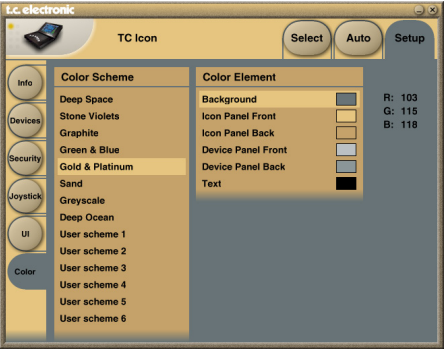 t.c. electronic
TC Icon
Select
Auto
Setup
Info
Devices
Security
Joystick
UI
Color
Color Scheme
Deep Space
Stone Violets
Graphite
Green & Blue
Gold & Platinum
Sand
Greyscale
Deep Ocean
User scheme 1
User scheme 2
User scheme 3
User scheme 4
User scheme 5
User scheme 6
Color Element
Background
Icon Panel Front
Icon Panel Back
Device Panel Front
Device Panel Back
Text
R: 103
G: 115
B: 118